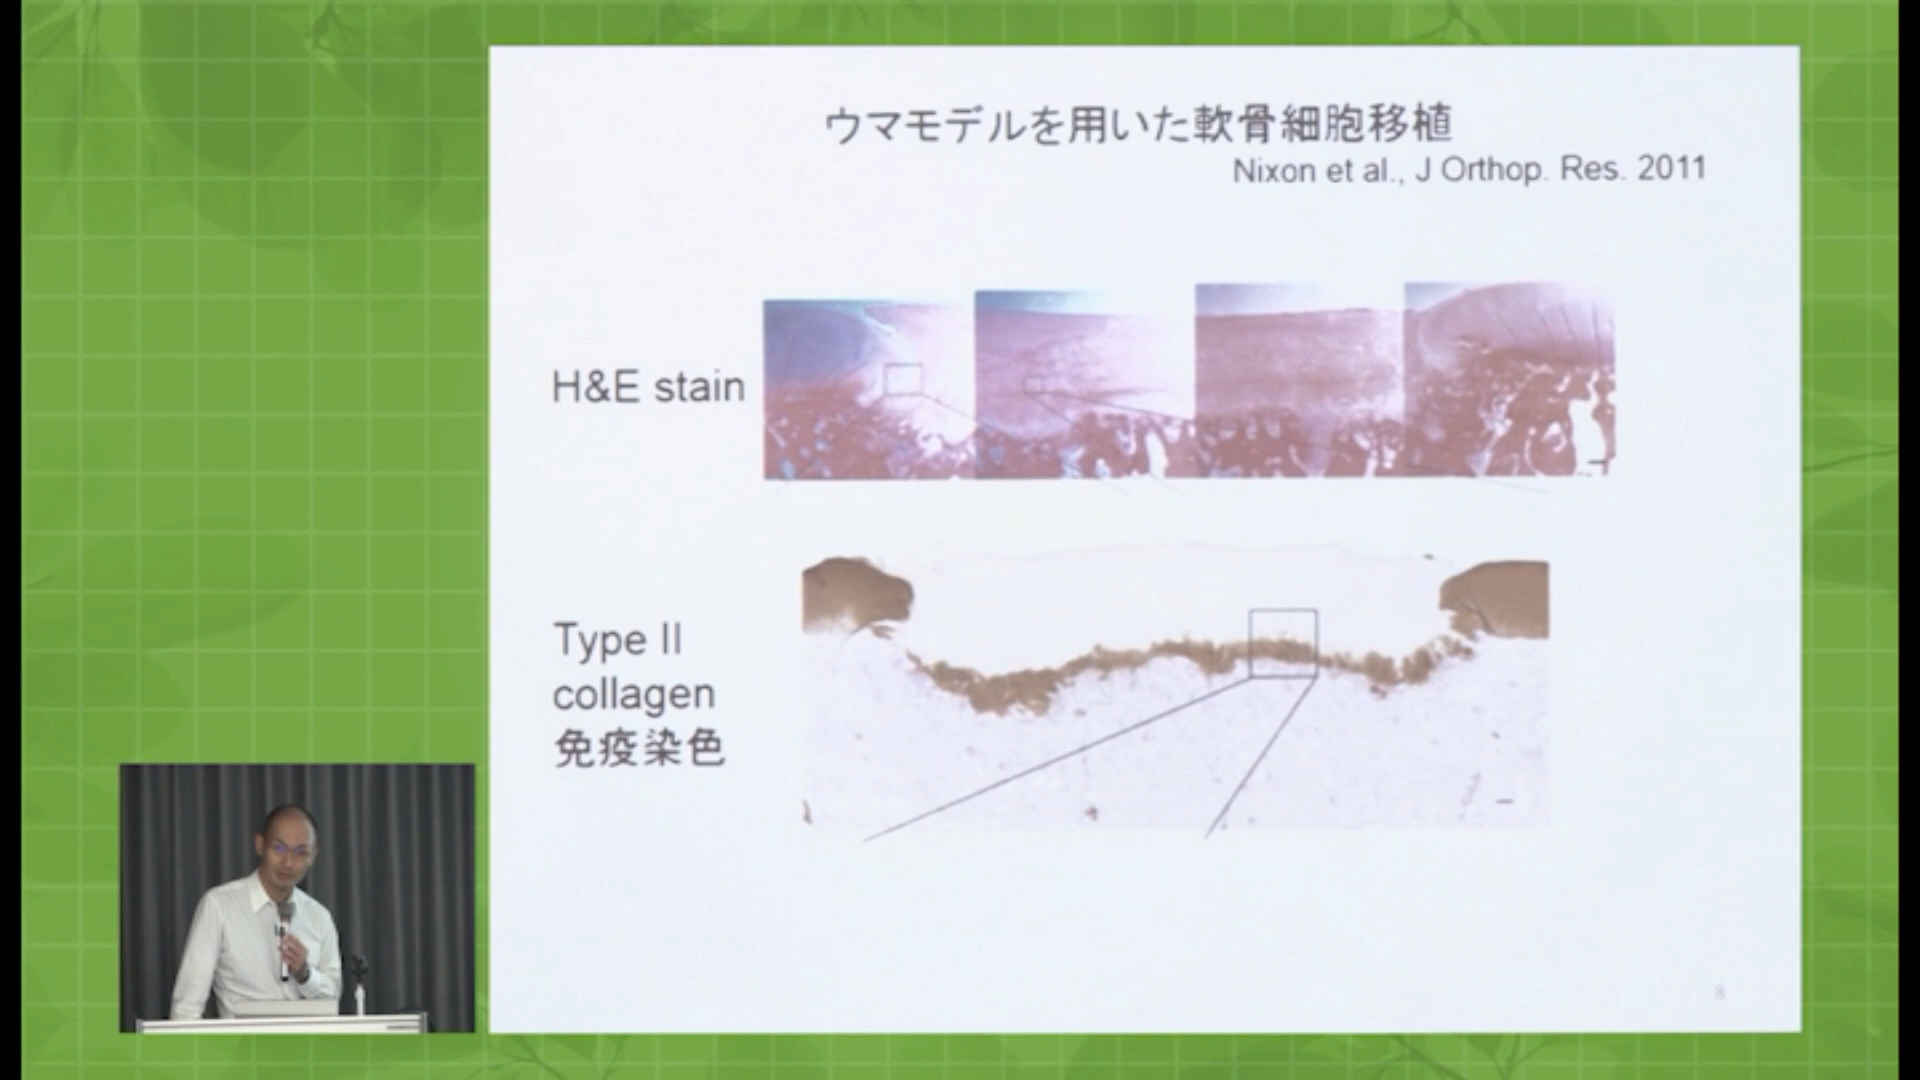 ウマモデルを用いた軟骨細胞移植
Nixon et al., J Orthop. Res. 2011
H&E stain
Type II
collagen
免疫染色
8